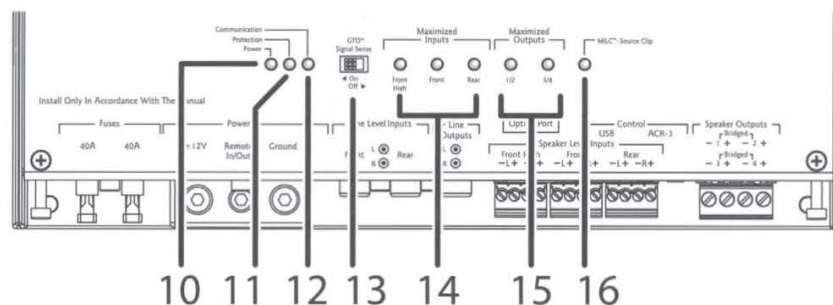 Communication
Protection
Power
GTO™
Signal Sense
◄ On
Off ►
Maximized
Inputs
Front
High
Front
Rear
Maximized
Outputs
1/2
3/4
MILC™-Source Clip
Install Only In Accordance With The Manual
Fuses
40A
40A
Power
+12V
Remote
In/Out
Ground
Line Level Inputs
Front
L
R
Rear
Line
Outputs
L
R
Port
Speaker Level Inputs
Front High
-L+
Rear
-L+ -R+
Control
USB
ACR-3
Speaker Outputs
Bridged
- 1 + - 2 +
Bridged
- 3 + - 4 +
10
11
12
13
14
15
16